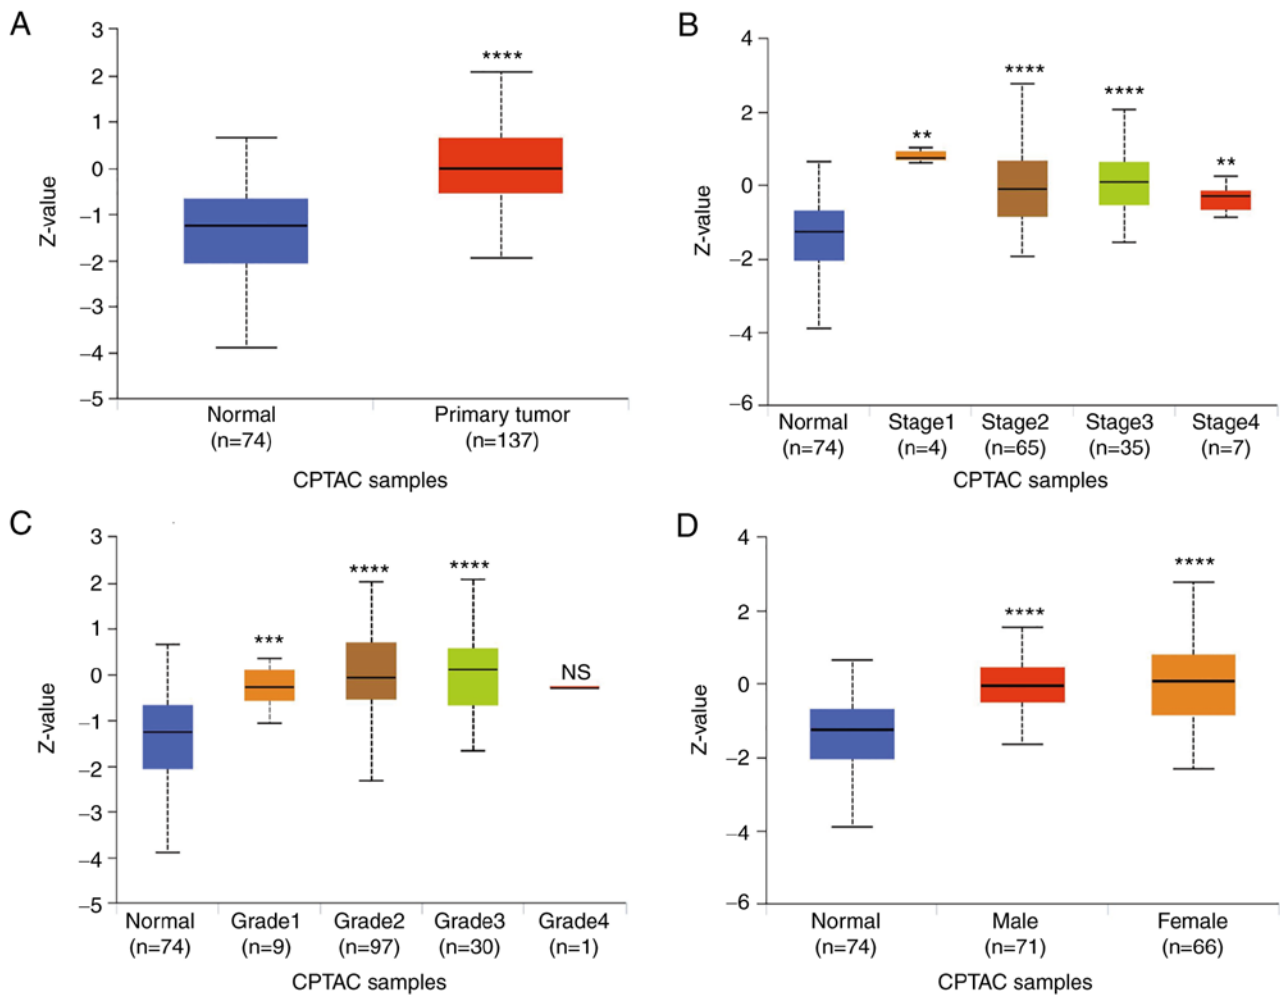 A
3
2
1
0
−1
−2
−3
−4
−5
Z-value
****
Normal
(n=74)
Primary tumor
(n=137)
CPTAC samples
B
4
2
0
−2
−4
−6
Z-value
**
****
****
**
Normal
(n=74)
Stage1
(n=4)
Stage2
(n=65)
Stage3
(n=35)
Stage4
(n=7)
CPTAC samples
C
3
2
1
0
−1
−2
−3
−4
−5
Z-value
***
****
****
NS
Normal
(n=74)
Grade1
(n=9)
Grade2
(n=97)
Grade3
(n=30)
Grade4
(n=1)
CPTAC samples
D
4
2
0
−2
−4
−6
Z-value
****
****
Normal
(n=74)
Male
(n=71)
Female
(n=66)
CPTAC samples